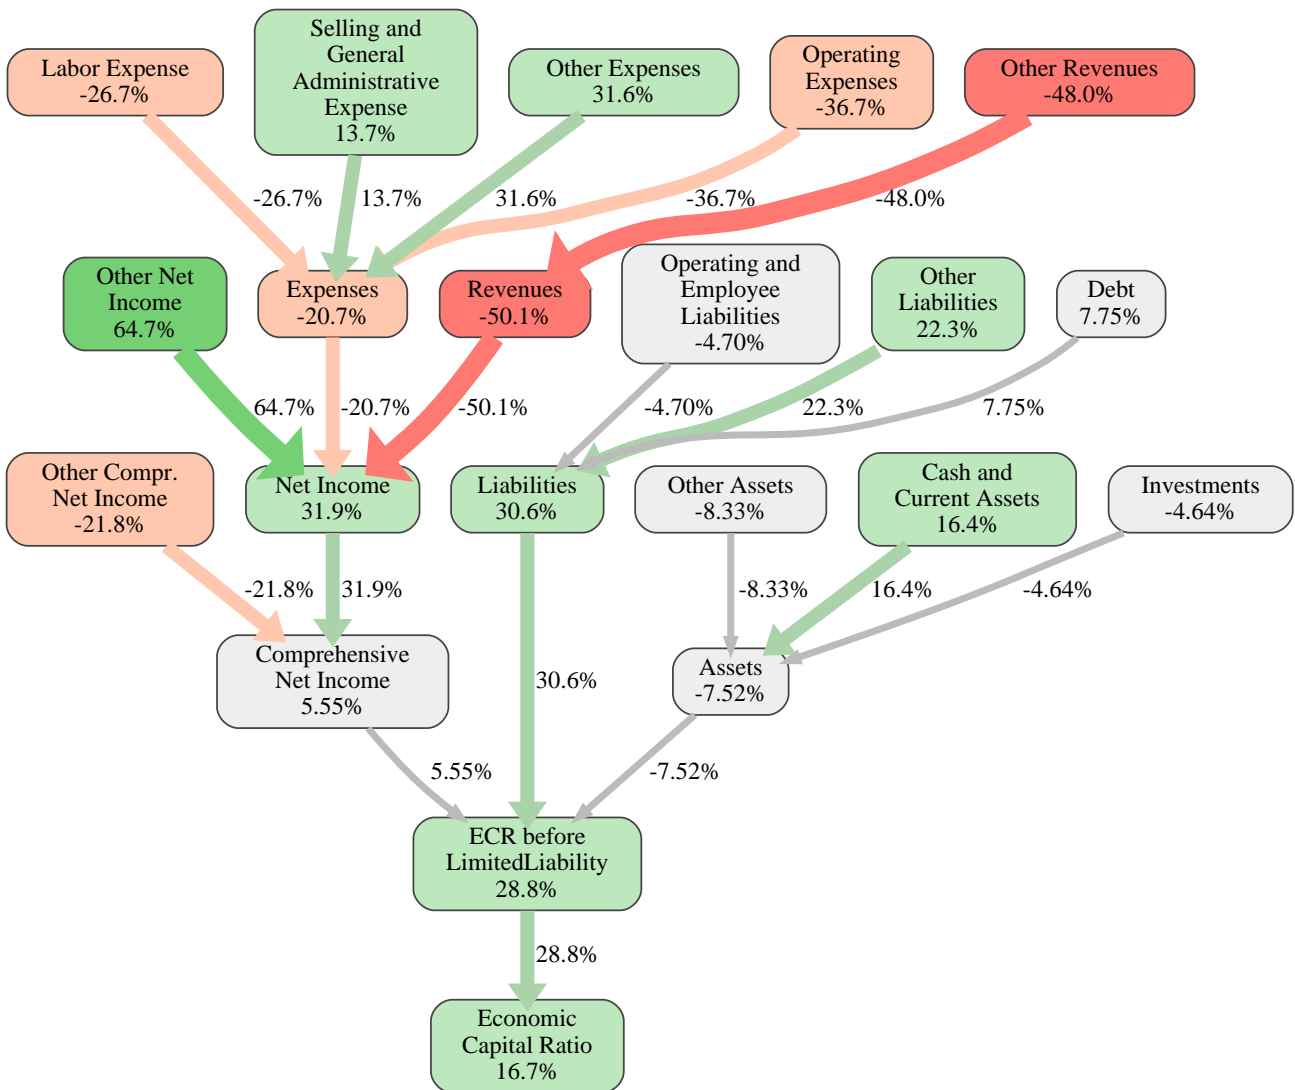 Labor Expense
-26.7%
Selling and
General
Administrative
Expense
13.7%
Other Expenses
31.6%
Operating
Expenses
-36.7%
Other Revenues
-48.0%
-26.7%
13.7%
31.6%
-36.7%
-48.0%
Other Net
Income
64.7%
Expenses
-20.7%
Revenues
-50.1%
Operating and
Employee
Liabilities
-4.70%
Other
Liabilities
22.3%
Debt
7.75%
64.7%
-20.7%
-50.1%
-4.70%
22.3%
7.75%
Other Compr.
Net Income
-21.8%
Net Income
31.9%
Liabilities
30.6%
Other Assets
-8.33%
Cash and
Current Assets
16.4%
Investments
-4.64%
-21.8%
31.9%
-8.33%
16.4%
-4.64%
Comprehensive
Net Income
5.55%
30.6%
Assets
-7.52%
5.55%
-7.52%
ECR before
LimitedLiability
28.8%
28.8%
Economic
Capital Ratio
16.7%